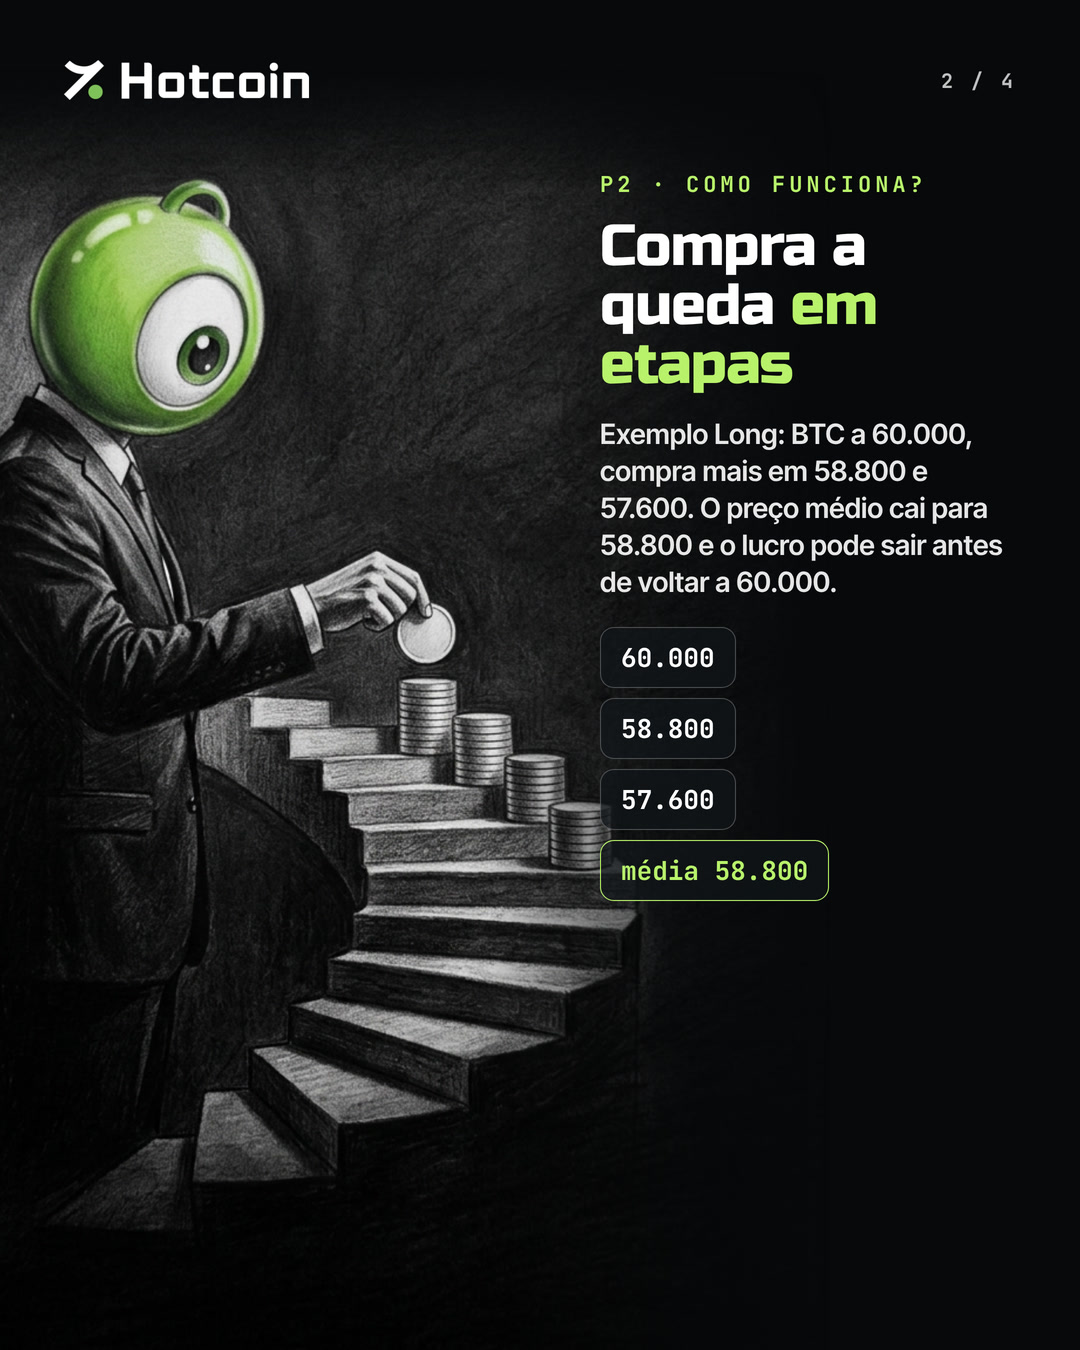 Hotcoin
2 / 4
P2 · COMO FUNCIONA?
Compra a
queda em
etapas
Exemplo Long: BTC a 60.000,
compra mais em 58.800 e
57.600. O preço médio cai para
58.800 e o lucro pode sair antes
de voltar a 60.000.
60.000
58.800
57.600
média 58.800